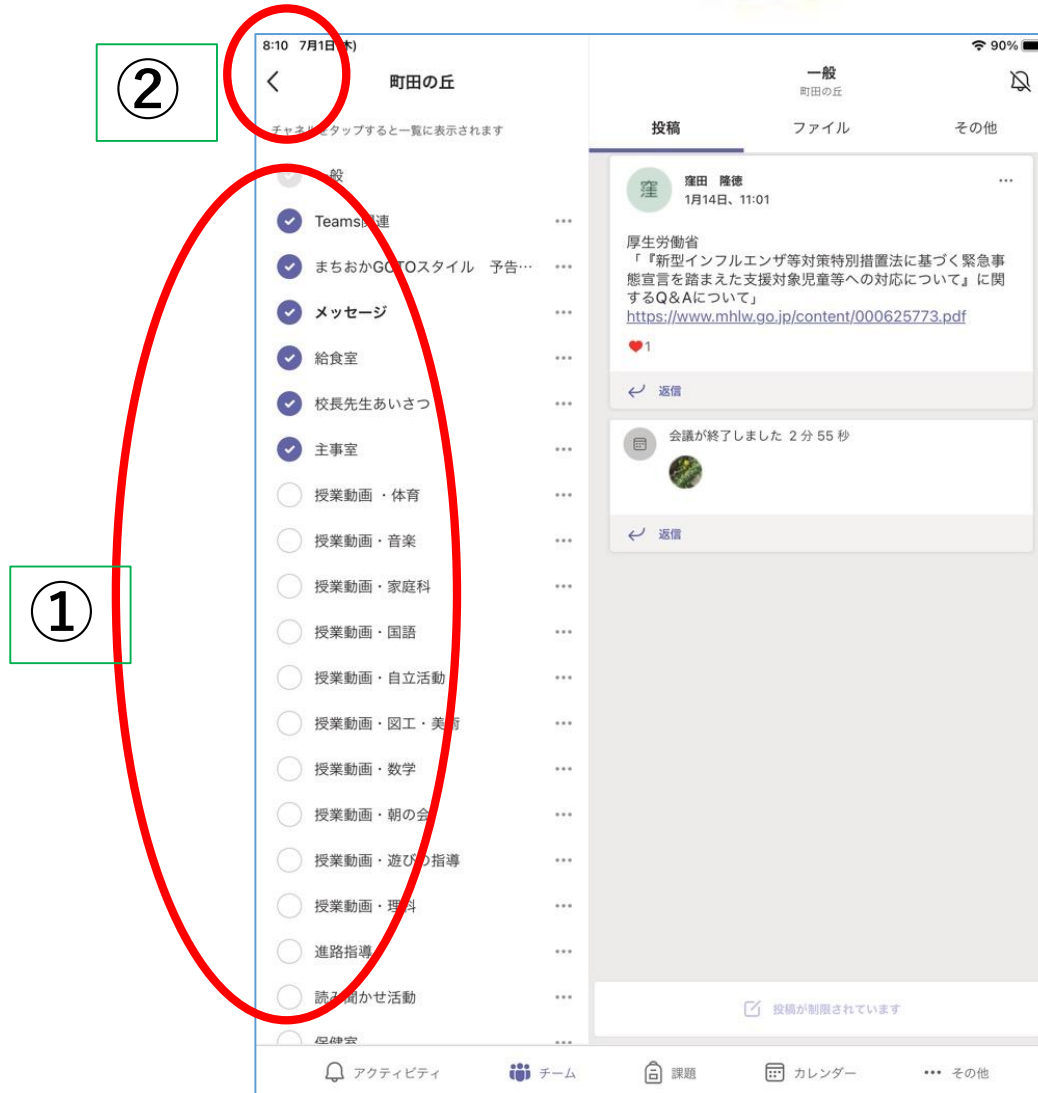 ②
①
8:10 7月1日(木)
90%
町田の丘
チャネルをタップすると一覧に表示されます
一般
Teams関連
まちおかGOTOスタイル 予告…
メッセージ
給食室
校長先生あいさつ
主事室
授業動画 ・体育
授業動画・音楽
授業動画・家庭科
授業動画・国語
授業動画・自立活動
授業動画・図工・美術
授業動画・数学
授業動画・朝の会
授業動画・遊びの指導
授業動画・理科
進路指導
読み聞かせ活動
保健室
一般
町田の丘
投稿 ファイル その他
窪
窪田 隆徳
1月14日、11:01
厚生労働省
「『新型インフルエンザ等対策特別措置法に基づく緊急事
態宣言を踏まえた支援対象児童等への対応について』に関
するQ&Aについて」
https://www.mhlw.go.jp/content/000625773.pdf
1
返信
会議が終了しました 2 分 55 秒
返信
投稿が制限されています
アクティビティ チーム 課題 カレンダー その他